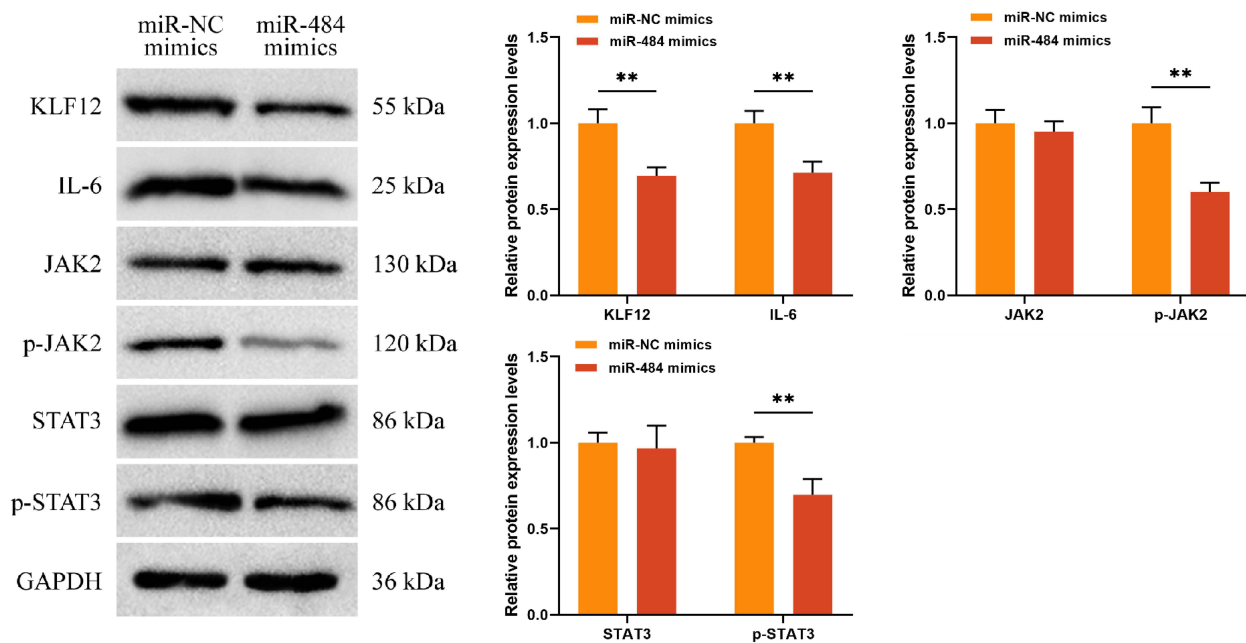 miR-NC mimics
miR-484 mimics
KLF12 55 kDa
IL-6 25 kDa
JAK2 130 kDa
p-JAK2 120 kDa
STAT3 86 kDa
p-STAT3 86 kDa
GAPDH 36 kDa
miR-NC mimics
miR-484 mimics
Relative protein expression levels
1.5
1.0
0.5
0.0
**
**
KLF12 IL-6
miR-NC mimics
miR-484 mimics
Relative protein expression levels
1.5
1.0
0.5
0.0
**
JAK2 p-JAK2
miR-NC mimics
miR-484 mimics
Relative protein expression levels
1.5
1.0
0.5
0.0
**
STAT3 p-STAT3